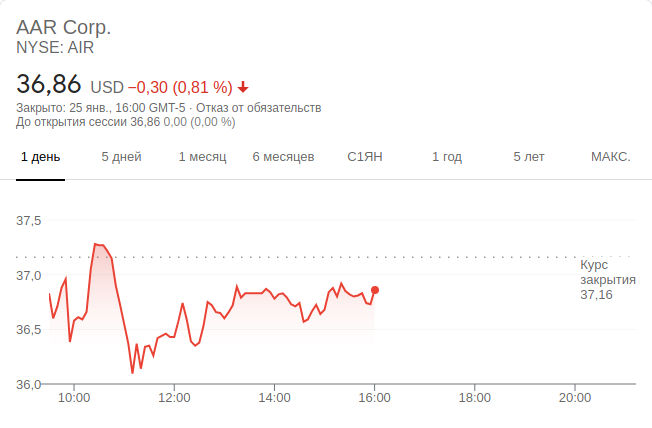 AAR Corp.
NYSE: AIR
36,86 USD −0,30 (0,81 %)
Закрыто: 25 янв., 16:00 GMT-5 · Отказ от обязательств
До открытия сессии 36,86 0,00 (0,00 %)
1 день 5 дней 1 месяц 6 месяцев С1ЯН 1 год 5 лет МАКС.
37,5
Курс
закрытия
37,16
37,0
36,5
36,0
10:00 12:00 14:00 16:00 18:00 20:00